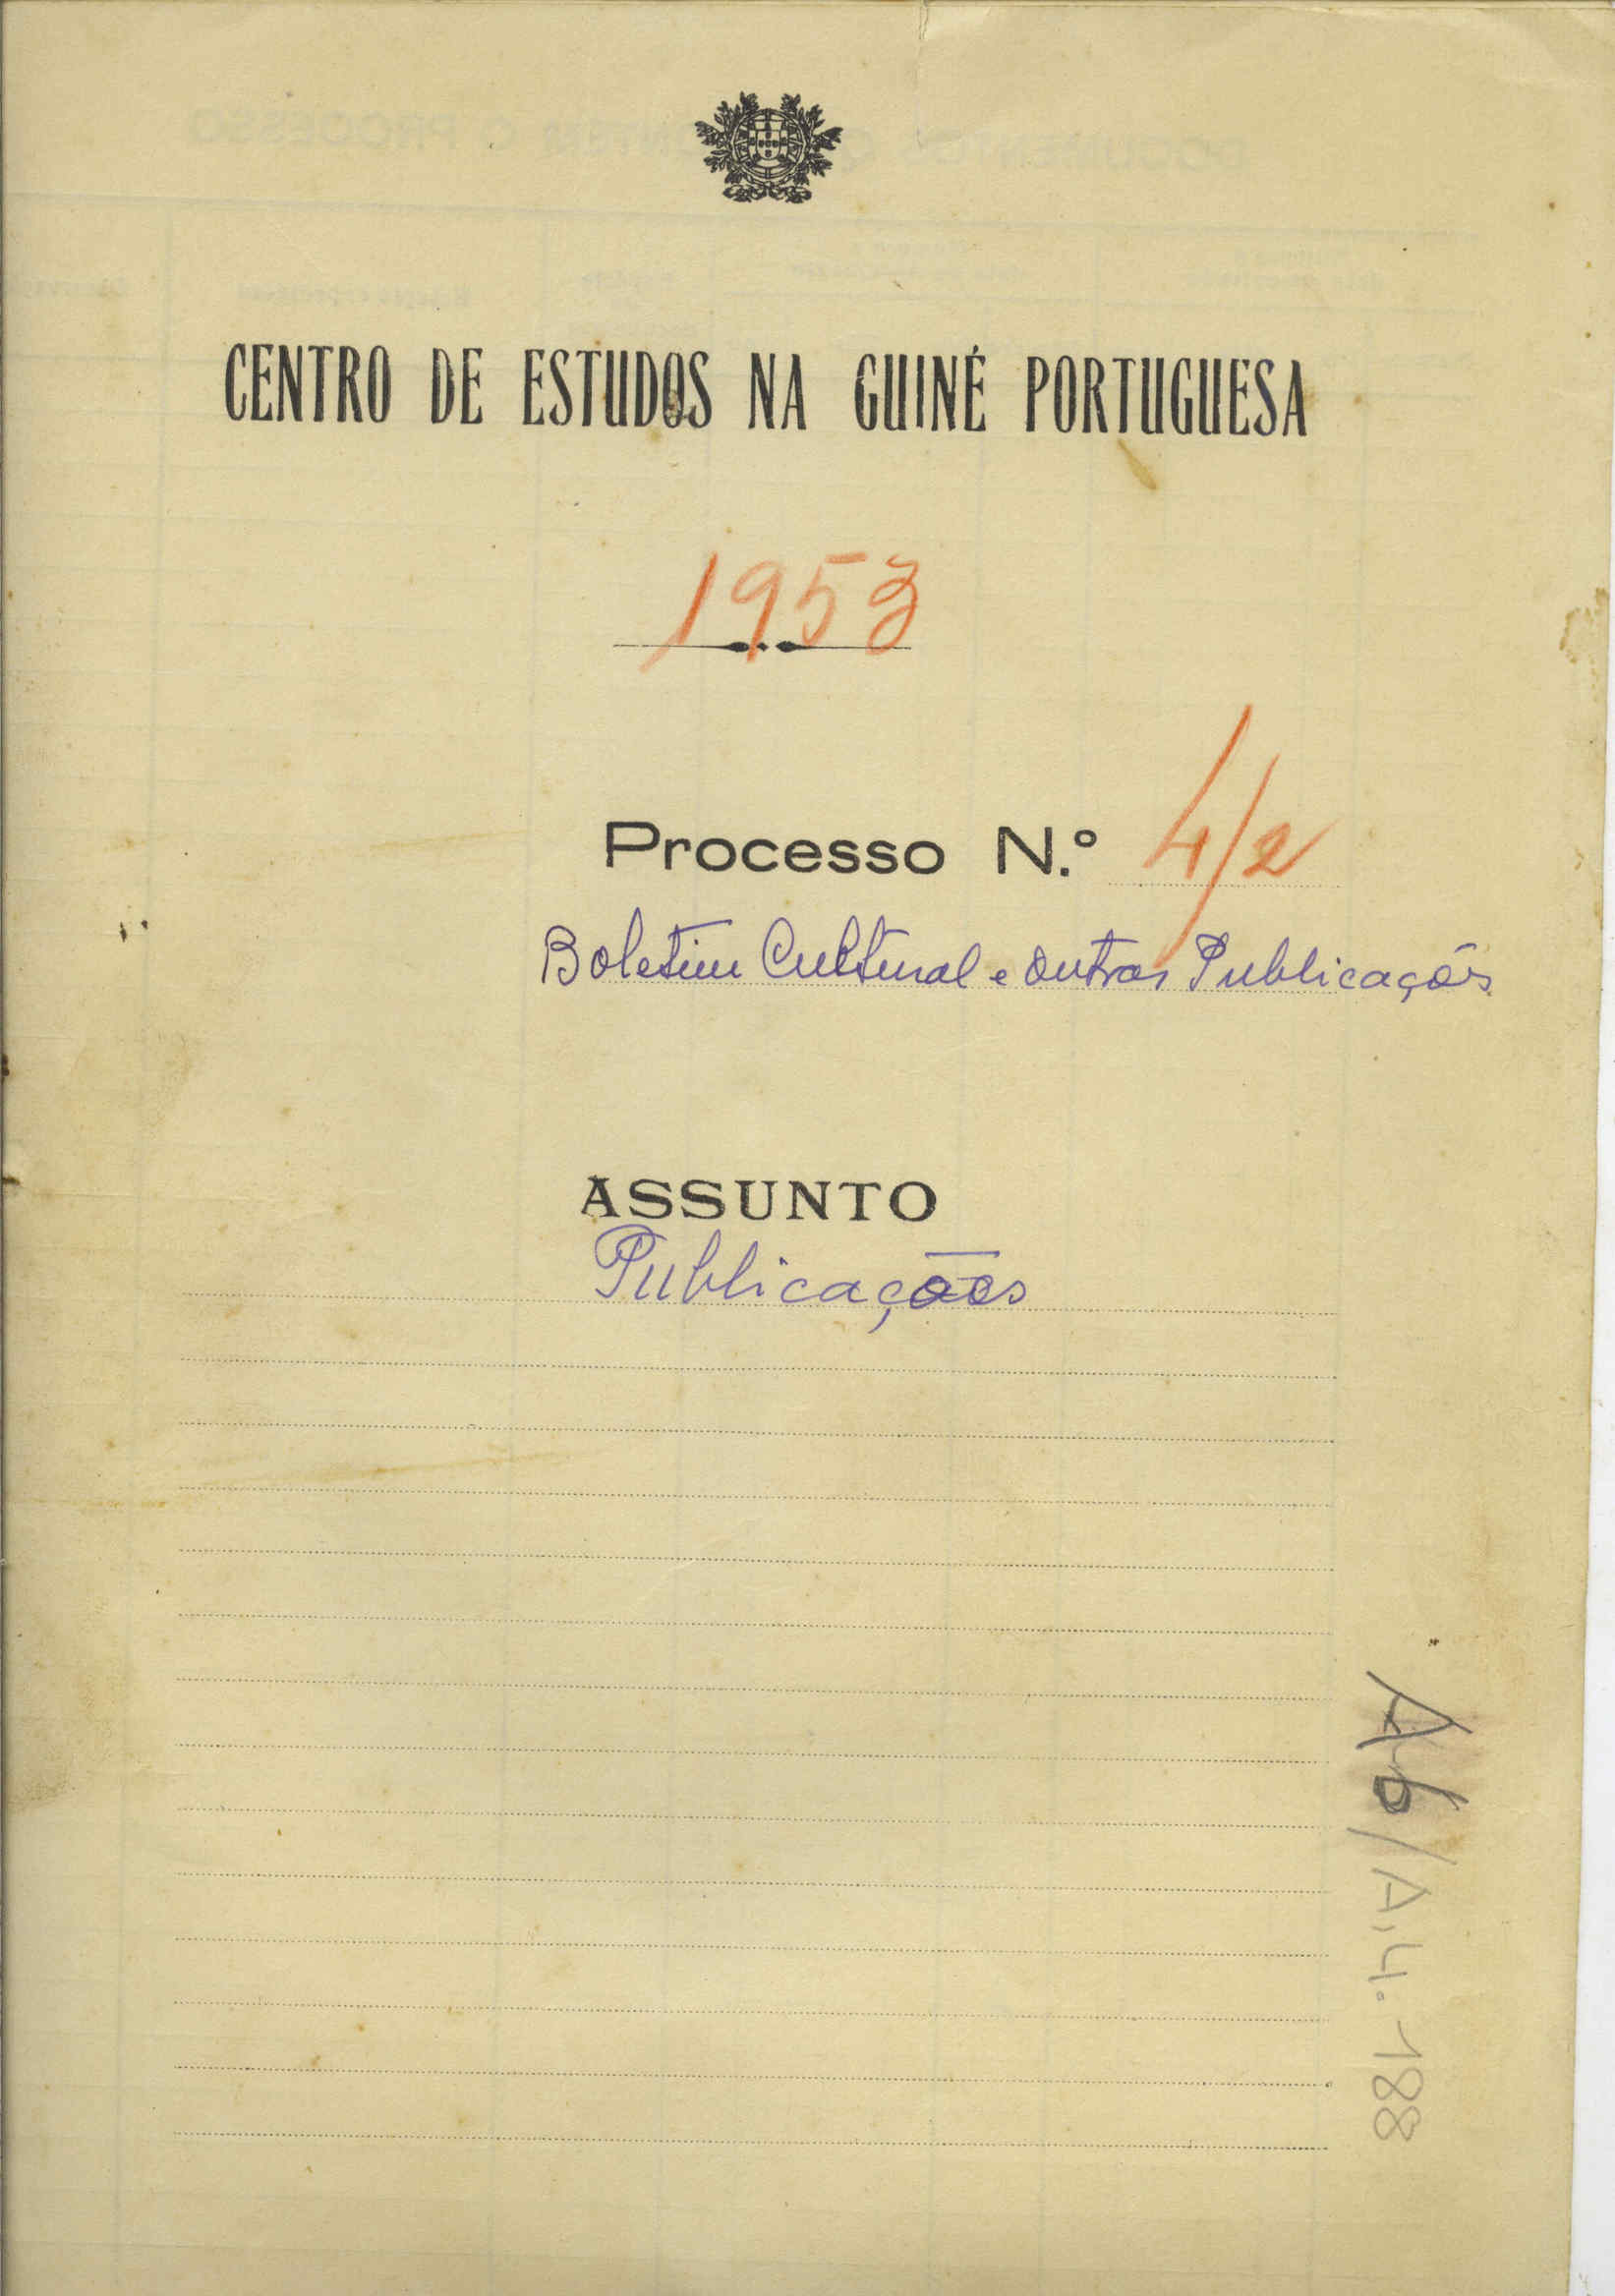 CENTRO DE ESTUDOS NA GUINÉ PORTUGUESA
1953
Processo N.º 4/2
Boletim Cultural e outras Publicações
ASSUNTO
Publicações
A6/A,4.188